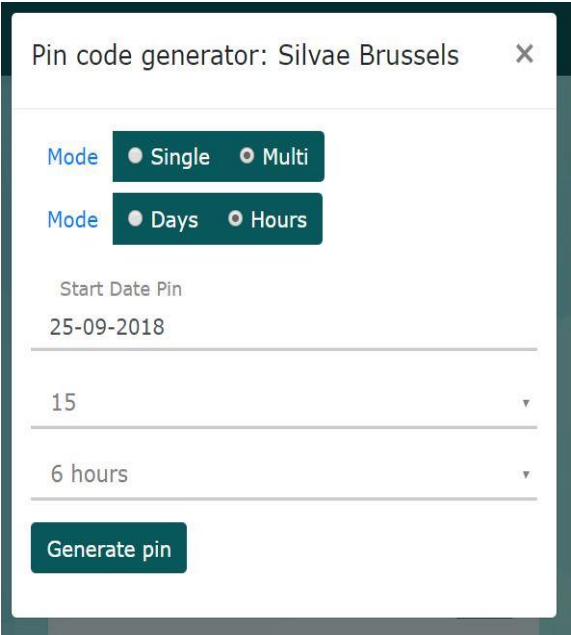 Pin code generator: Silvae Brussels ×
Mode Single Multi
Mode Days Hours
Start Date Pin
25-09-2018
15
6 hours
Generate pin